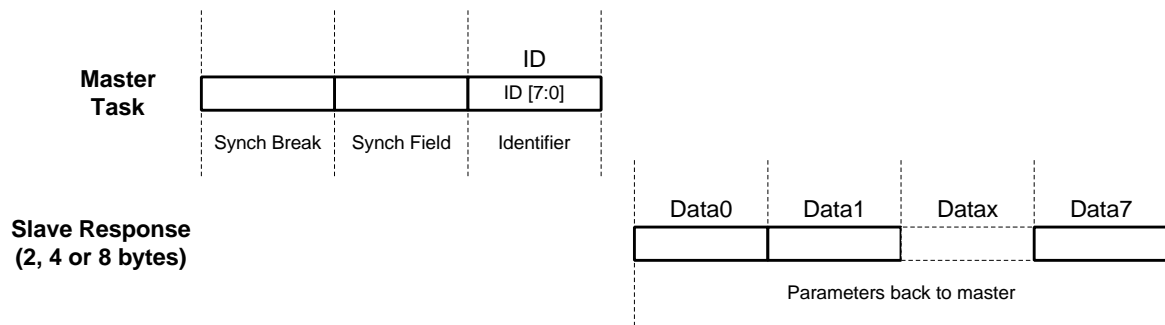 ID
Master
Task
ID [7:0]
Synch Break
Synch Field
Identifier
Slave Response
(2, 4 or 8 bytes)
Data0
Data1
Datax
Data7
Parameters back to master